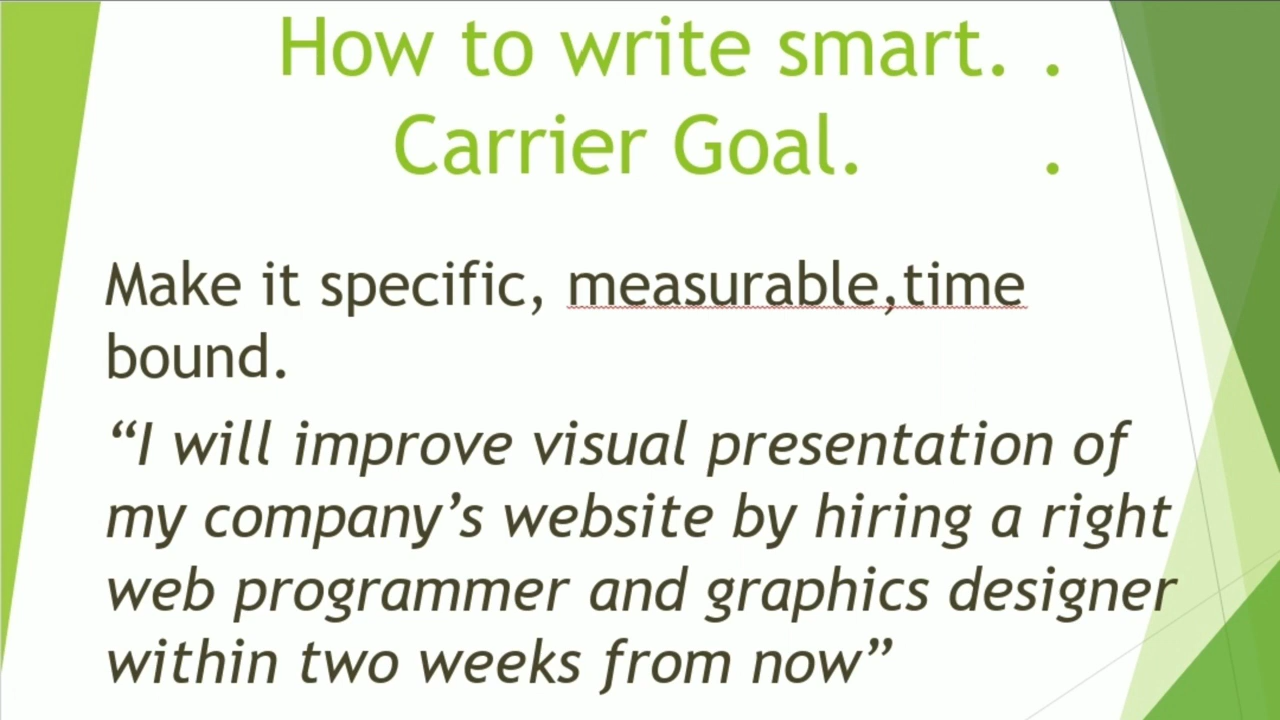 How to write smart. .
Carrier Goal. .
Make it specific, measurable,time
bound.
“I will improve visual presentation of
my company’s website by hiring a right
web programmer and graphics designer
within two weeks from now”